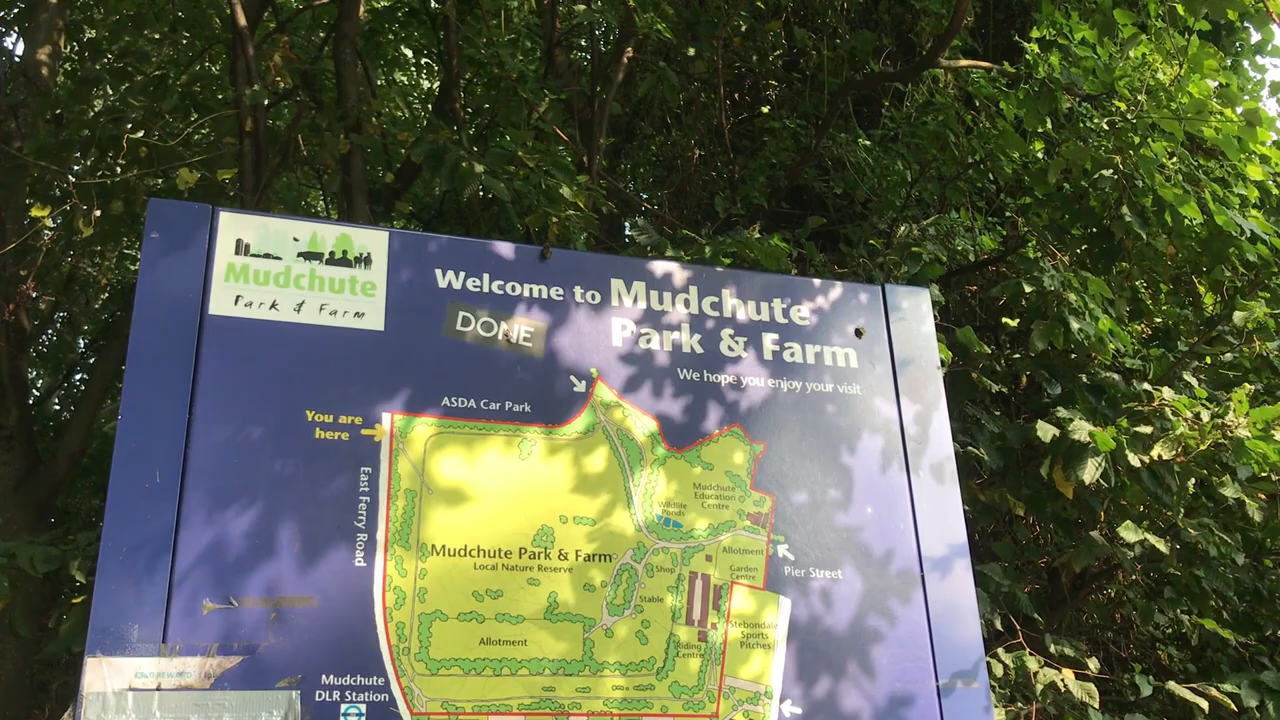 Mudchute
Park & Farm
Welcome to Mudchute
Park & Farm
DONE
We hope you enjoy your visit
ASDA Car Park
You are
here
East Ferry Road
Mudchute
Education
Centre
Wildlife
Ponds
Mudchute Park & Farm
Local Nature Reserve
Allotment
Pier Street
Shop
Garden
Centre
Stable
Stebondale
Sports
Pitches
Allotment
Riding
Centre
Mudchute
DLR Station
REWARD